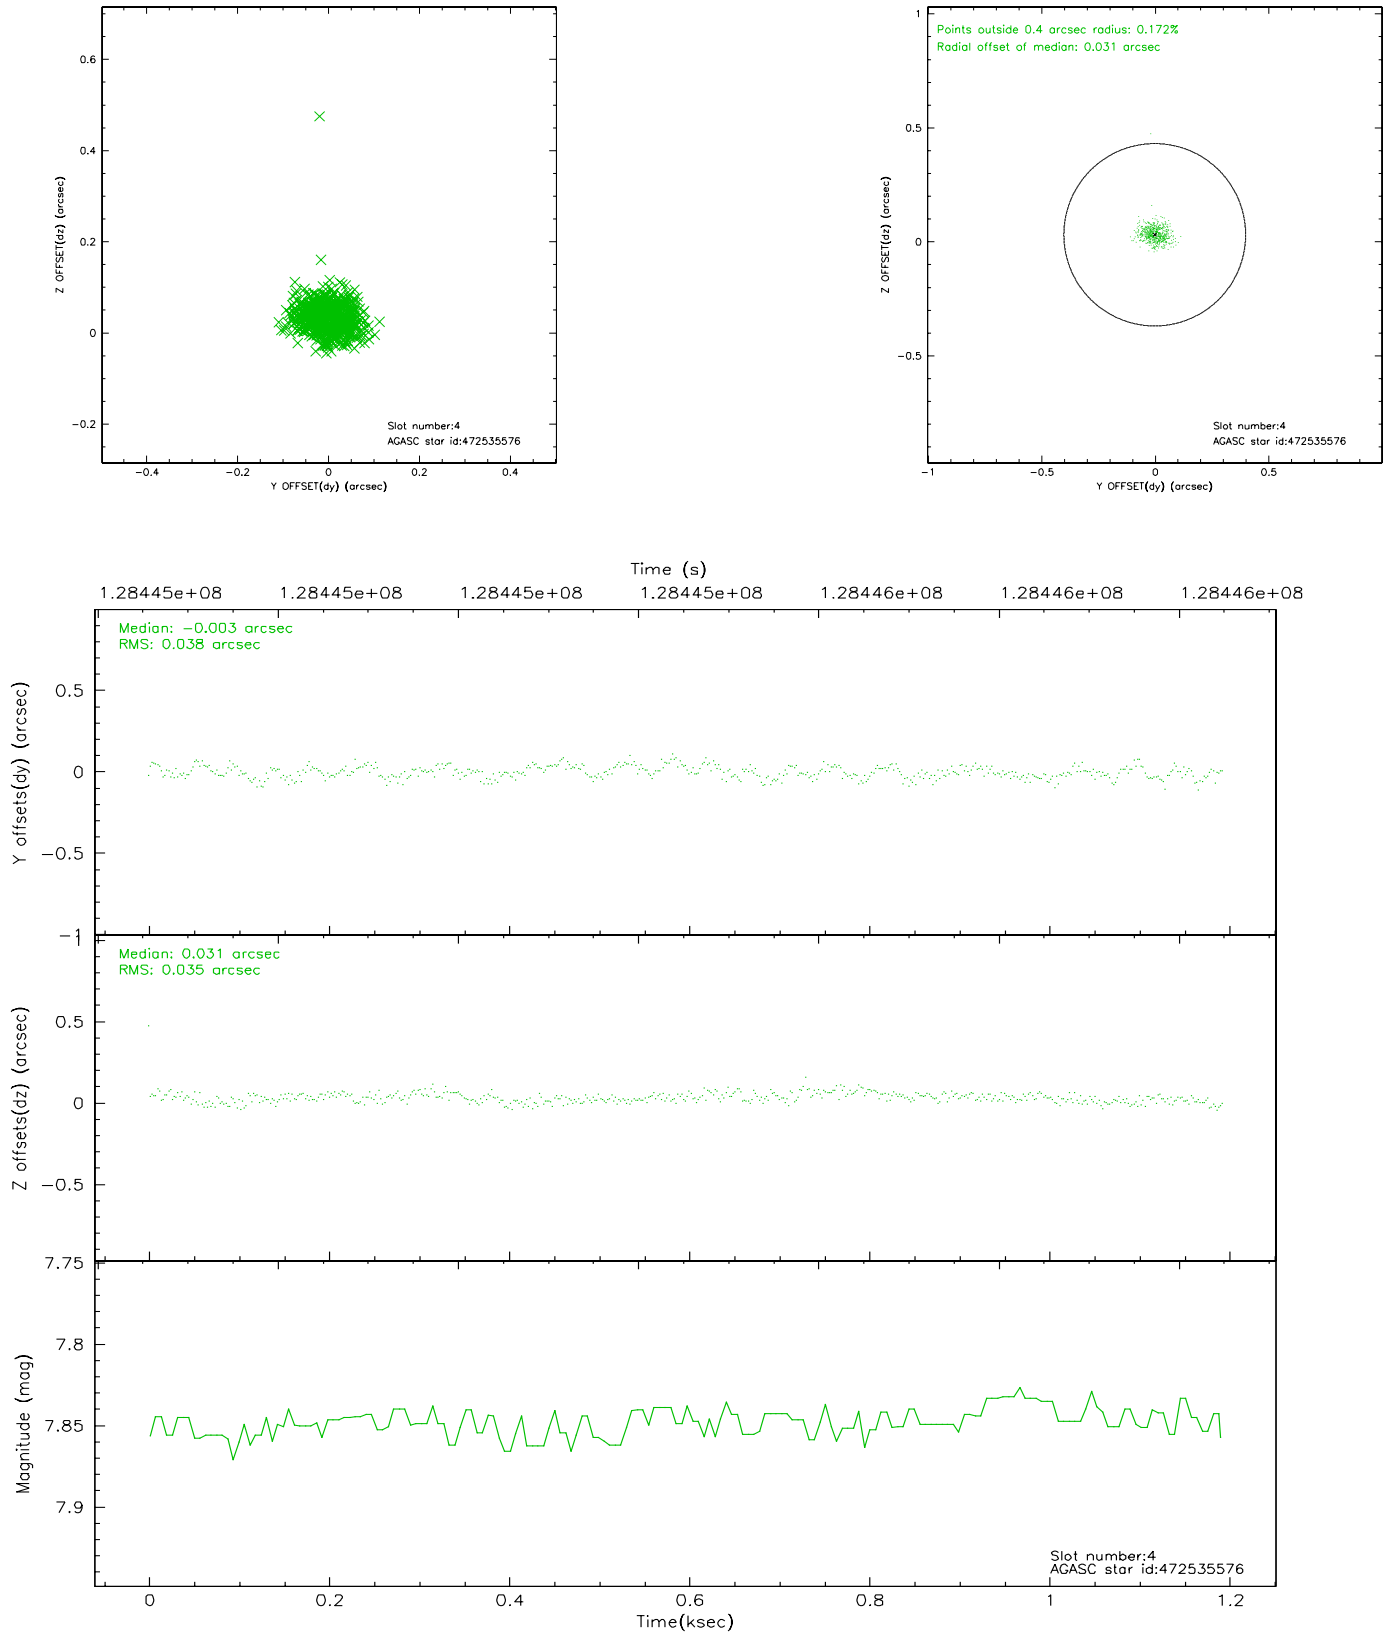 0.6
0.4
0.2
0
−0.2
−0.4
−0.2
0
0.2
0.4
Z OFFSET(dz) (arcsec)
Y OFFSET(dy) (arcsec)
Slot number:4
AGASC star id:472535576
Points outside 0.4 arcsec radius: 0.172%
Radial offset of median: 0.031 arcsec
1
0.5
0
−0.5
−1
−0.5
0
0.5
Z OFFSET(dz) (arcsec)
Y OFFSET(dy) (arcsec)
Slot number:4
AGASC star id:472535576
Time (s)
1.28445e+08 1.28445e+08 1.28445e+08 1.28445e+08 1.28446e+08 1.28446e+08 1.28446e+08
Median: −0.003 arcsec
RMS: 0.038 arcsec
0.5
0
−0.5
−1
Y offsets(dy) (arcsec)
Median: 0.031 arcsec
RMS: 0.035 arcsec
1
0.5
0
−0.5
Z offsets(dz) (arcsec)
7.75
7.8
7.85
7.9
Magnitude (mag)
Slot number:4
AGASC star id:472535576
0 0.2 0.4 0.6 0.8 1 1.2
Time(ksec)